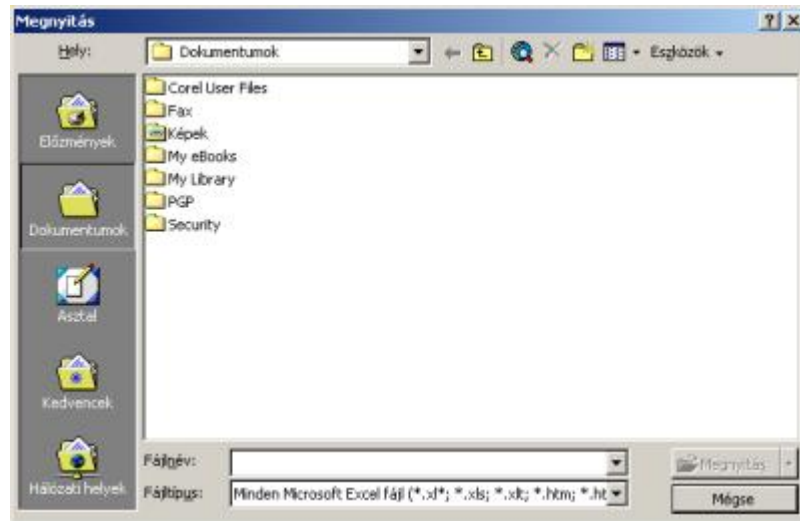 Megnyitás
Hely:
Dokumentumok
Eszközök
Corel User Files
Fax
Képek
My eBooks
My Library
PGP
Security
Előzmények
Dokumentumok
Asztal
Kedvencek
Hálózati helyek
Fájlnév:
Megnyitás
Fájltípus:
Minden Microsoft Excel fájl (*.xl*; *.xls; *.xlt; *.htm; *.ht
Mégse